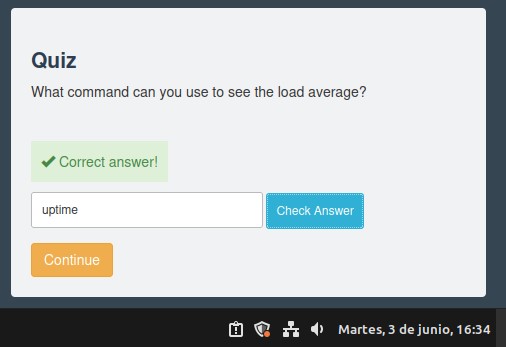 Quiz
What command can you use to see the load average?
Correct answer!
uptime
Check Answer
Continue
Martes, 3 de junio, 16:34